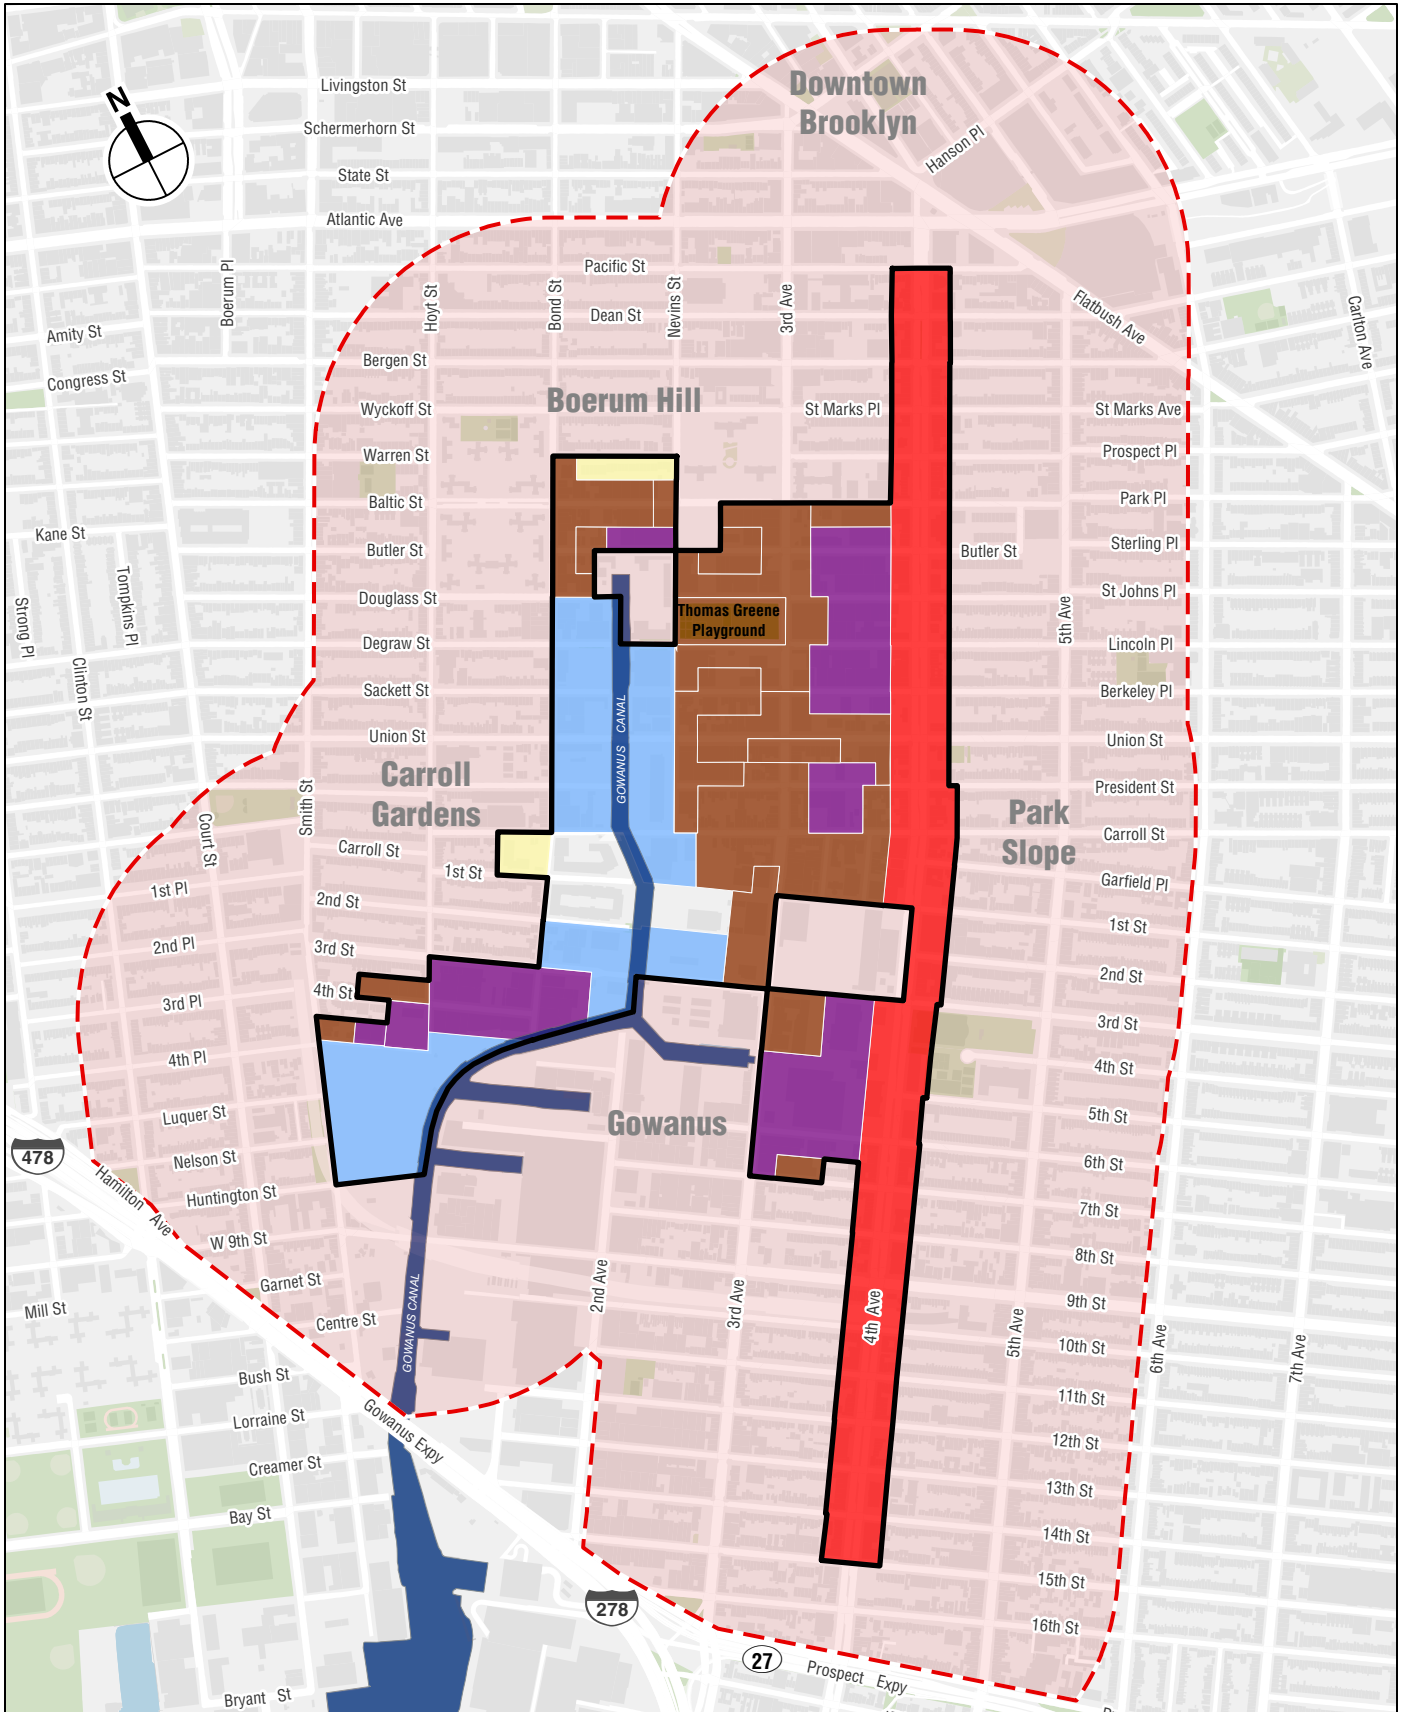 N
Downtown
Brooklyn
Livingston St
Schermerhorn St
Hanson Pl
State St
Atlantic Ave
Pacific St
Boerum Pl
Hoyt St
Bond St
Nevins St
3rd Ave
Dean St
Flatbush Ave
Carlton Ave
Amity St
Bergen St
Congress St
Boerum Hill
Wyckoff St
St Marks Pl
St Marks Ave
Warren St
Prospect Pl
Baltic St
Park Pl
Kane St
Butler St
Butler St
Sterling Pl
Tompkins Pl
Strong Pl
Douglass St
Thomas Greene
Playground
5th Ave
St Johns Pl
Degraw St
Lincoln Pl
Clinton St
Sackett St
Berkeley Pl
GOWANUS CANAL
Union St
Union St
Carroll
Gardens
President St
Smith St
Court St
Park
Slope
Carroll St
Carroll St
1st St
Garfield Pl
1st Pl
2nd St
1st St
2nd Pl
3rd St
2nd St
3rd Pl
4th St
3rd St
4th Pl
4th St
Luquer St
Gowanus
5th St
478
Nelson St
6th St
Hamilton Ave
Huntington St
7th St
W 9th St
8th St
Garnet St
2nd Ave
3rd Ave
4th Ave
5th Ave
6th Ave
7th Ave
9th St
Mill St
Centre St
GOWANUS CANAL
10th St
Bush St
11th St
Lorraine St
Gowanus Expy
12th St
Creamer St
13th St
Bay St
14th St
15th St
278
16th St
27
Prospect Expy
Bryant St